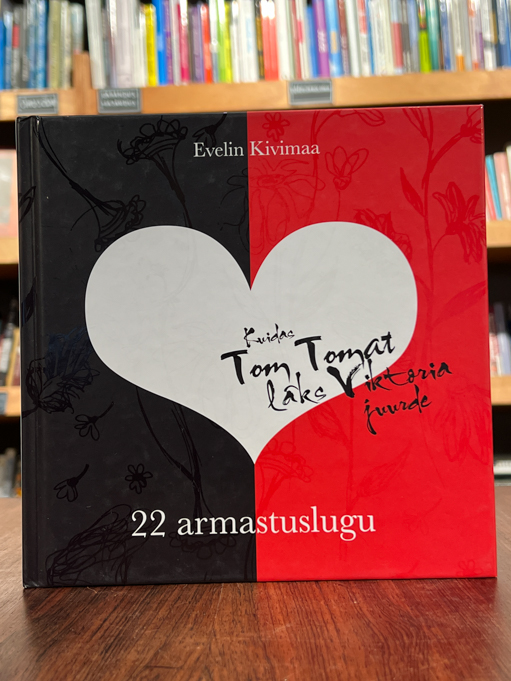 Evelin Kivimaa
Kuidas
Tom Tomat
läks Viktoria
juurde
22 armastuslugu